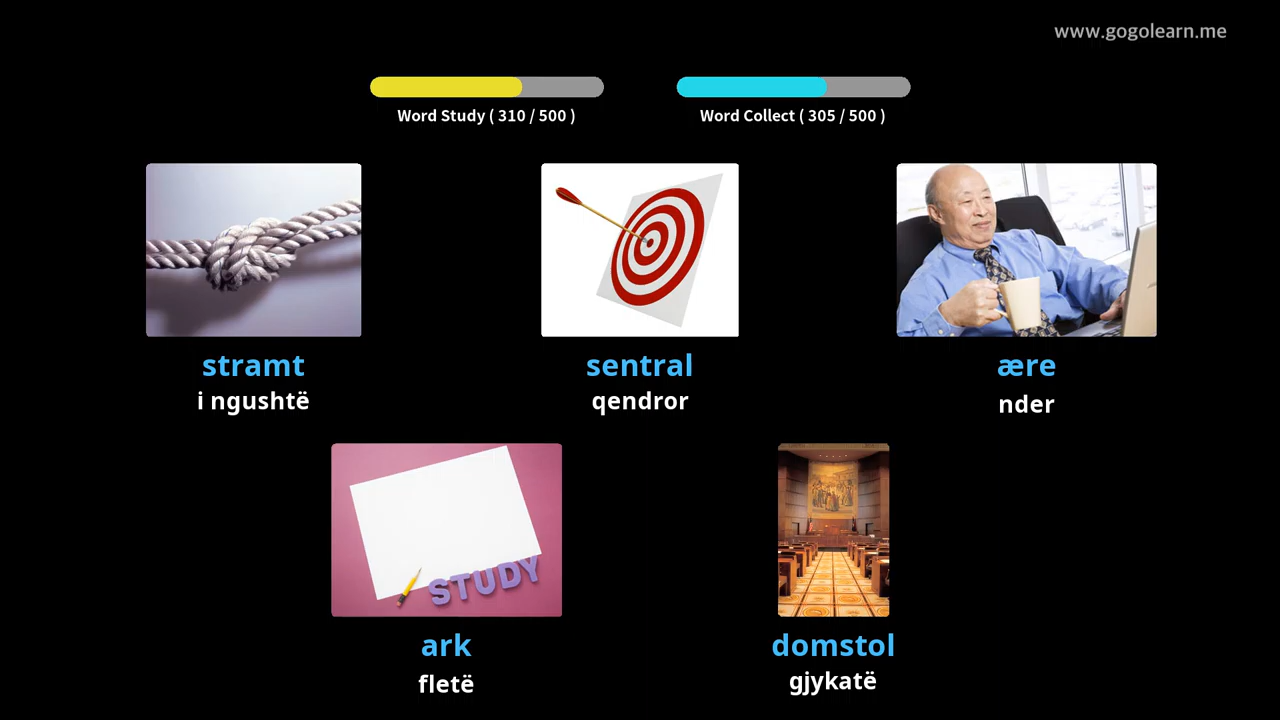 www.gogolearn.me
Word Study ( 310 / 500 )
Word Collect ( 305 / 500 )
stramt
i ngushtë
sentral
qendror
ære
nder
STUDY
ark
fletë
domstol
gjykatë